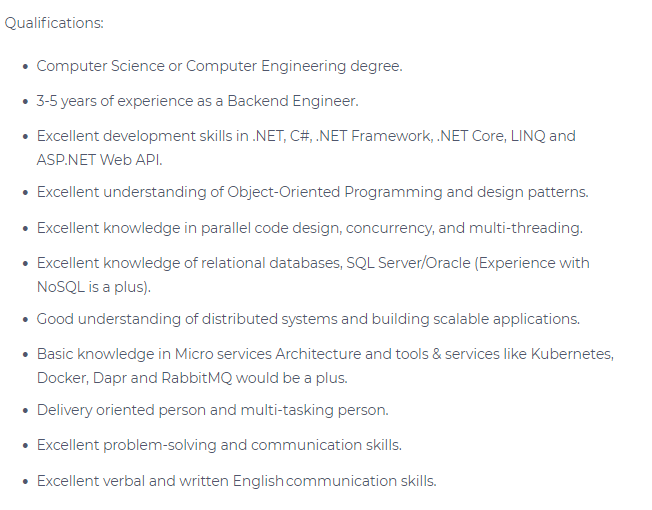 Qualifications:
• Computer Science or Computer Engineering degree.
• 3-5 years of experience as a Backend Engineer.
• Excellent development skills in .NET, C#, .NET Framework, .NET Core, LINQ and
ASP.NET Web API.
• Excellent understanding of Object-Oriented Programming and design patterns.
• Excellent knowledge in parallel code design, concurrency, and multi-threading.
• Excellent knowledge of relational databases, SQL Server/Oracle (Experience with
NoSQL is a plus).
• Good understanding of distributed systems and building scalable applications.
• Basic knowledge in Micro services Architecture and tools & services like Kubernetes,
Docker, Dapr and RabbitMQ would be a plus.
• Delivery oriented person and multi-tasking person.
• Excellent problem-solving and communication skills.
• Excellent verbal and written English communication skills.